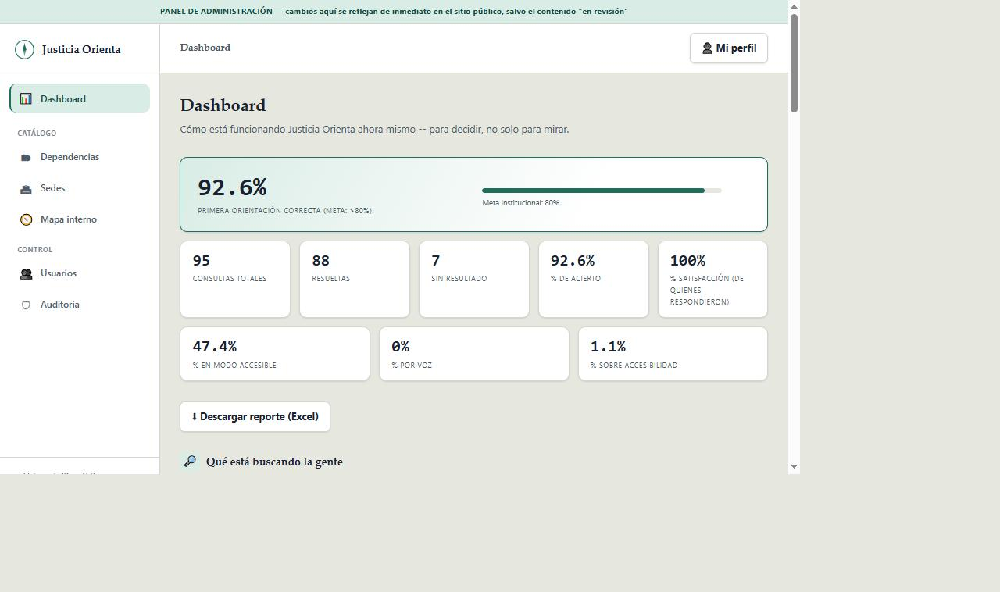 PANEL DE ADMINISTRACIÓN — cambios aquí se reflejan de inmediato en el sitio público, salvo el contenido "en revisión"
Justicia Orienta
Dashboard
Mi perfil
Dashboard
CATÁLOGO
Dependencias
Sedes
Mapa interno
CONTROL
Usuarios
Auditoría
Dashboard
Cómo está funcionando Justicia Orienta ahora mismo -- para decidir, no solo para mirar.
92.6%
PRIMERA ORIENTACIÓN CORRECTA (META: >80%)
Meta institucional: 80%
95
CONSULTAS TOTALES
88
RESUELTAS
7
SIN RESULTADO
92.6%
% DE ACIERTO
100%
% SATISFACCIÓN (DE
QUIENES
RESPONDIERON)
47.4%
% EN MODO ACCESIBLE
0%
% POR VOZ
1.1%
% SOBRE ACCESIBILIDAD
⬇ Descargar reporte (Excel)
Qué está buscando la gente